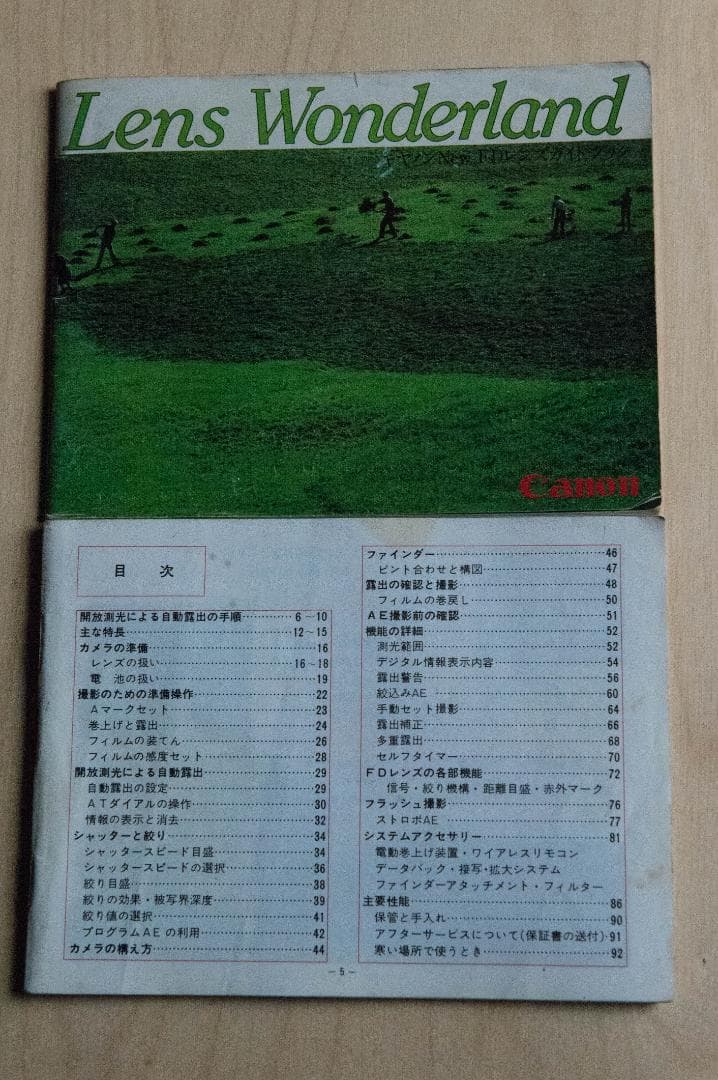 Lens Wonderland
キヤノンNew FDレンズガイドブック
Canon
目 次
開放測光による自動露出の手順…………6～10
主な特長…………12～15
カメラの準備…………16
レンズの扱い…………16～18
電 池の扱い…………19
撮影のための準備操作…………22
Aマークセット…………23
巻上げと露出…………24
フィルムの装てん…………26
フィルムの感度セット…………28
開放測光による自動露出…………29
自動露出の設定…………29
ATダイアルの操作…………30
情報の表示と消去…………32
シャッターと絞り…………34
シャッタースピード目盛…………34
シャッタースピードの選択…………36
絞り目盛…………38
絞りの効果・被写界深度…………39
絞り値の選択…………41
プログラムAEの利用…………42
カメラの構え方…………44
ファインダー…………46
ピント合わせと構図…………47
露出の確認と撮影…………48
フィルムの巻戻し…………50
AE撮影前の確認…………51
機能の詳細…………52
測光範囲…………52
デジタル情報表示内容…………54
露出警告…………56
絞込みAE…………60
手動セット撮影…………64
露出補正…………66
多重露出…………68
セルフタイマー…………70
FDレンズの各部機能…………72
信号・絞り機構・距離目盛・赤外マーク
フラッシュ撮影…………76
ストロボAE…………77
システムアクセサリー…………81
電動巻上げ装置・ワイアレスリモコン
データバック・接写・拡大システム
ファインダーアタッチメント・フィルター
主要性能…………86
保管と手入れ…………90
アフターサービスについて(保証書の送付)…91
寒い場所で使うとき…………92
－5－